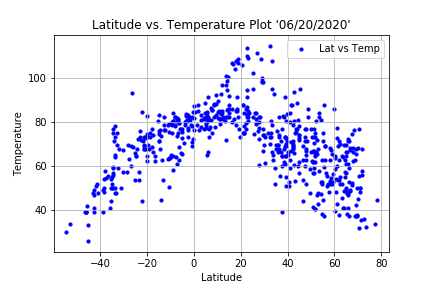 Latitude vs. Temperature Plot '06/20/2020'
Lat vs Temp
100
80
60
40
Temperature
−40 −20 0 20 40 60 80
Latitude